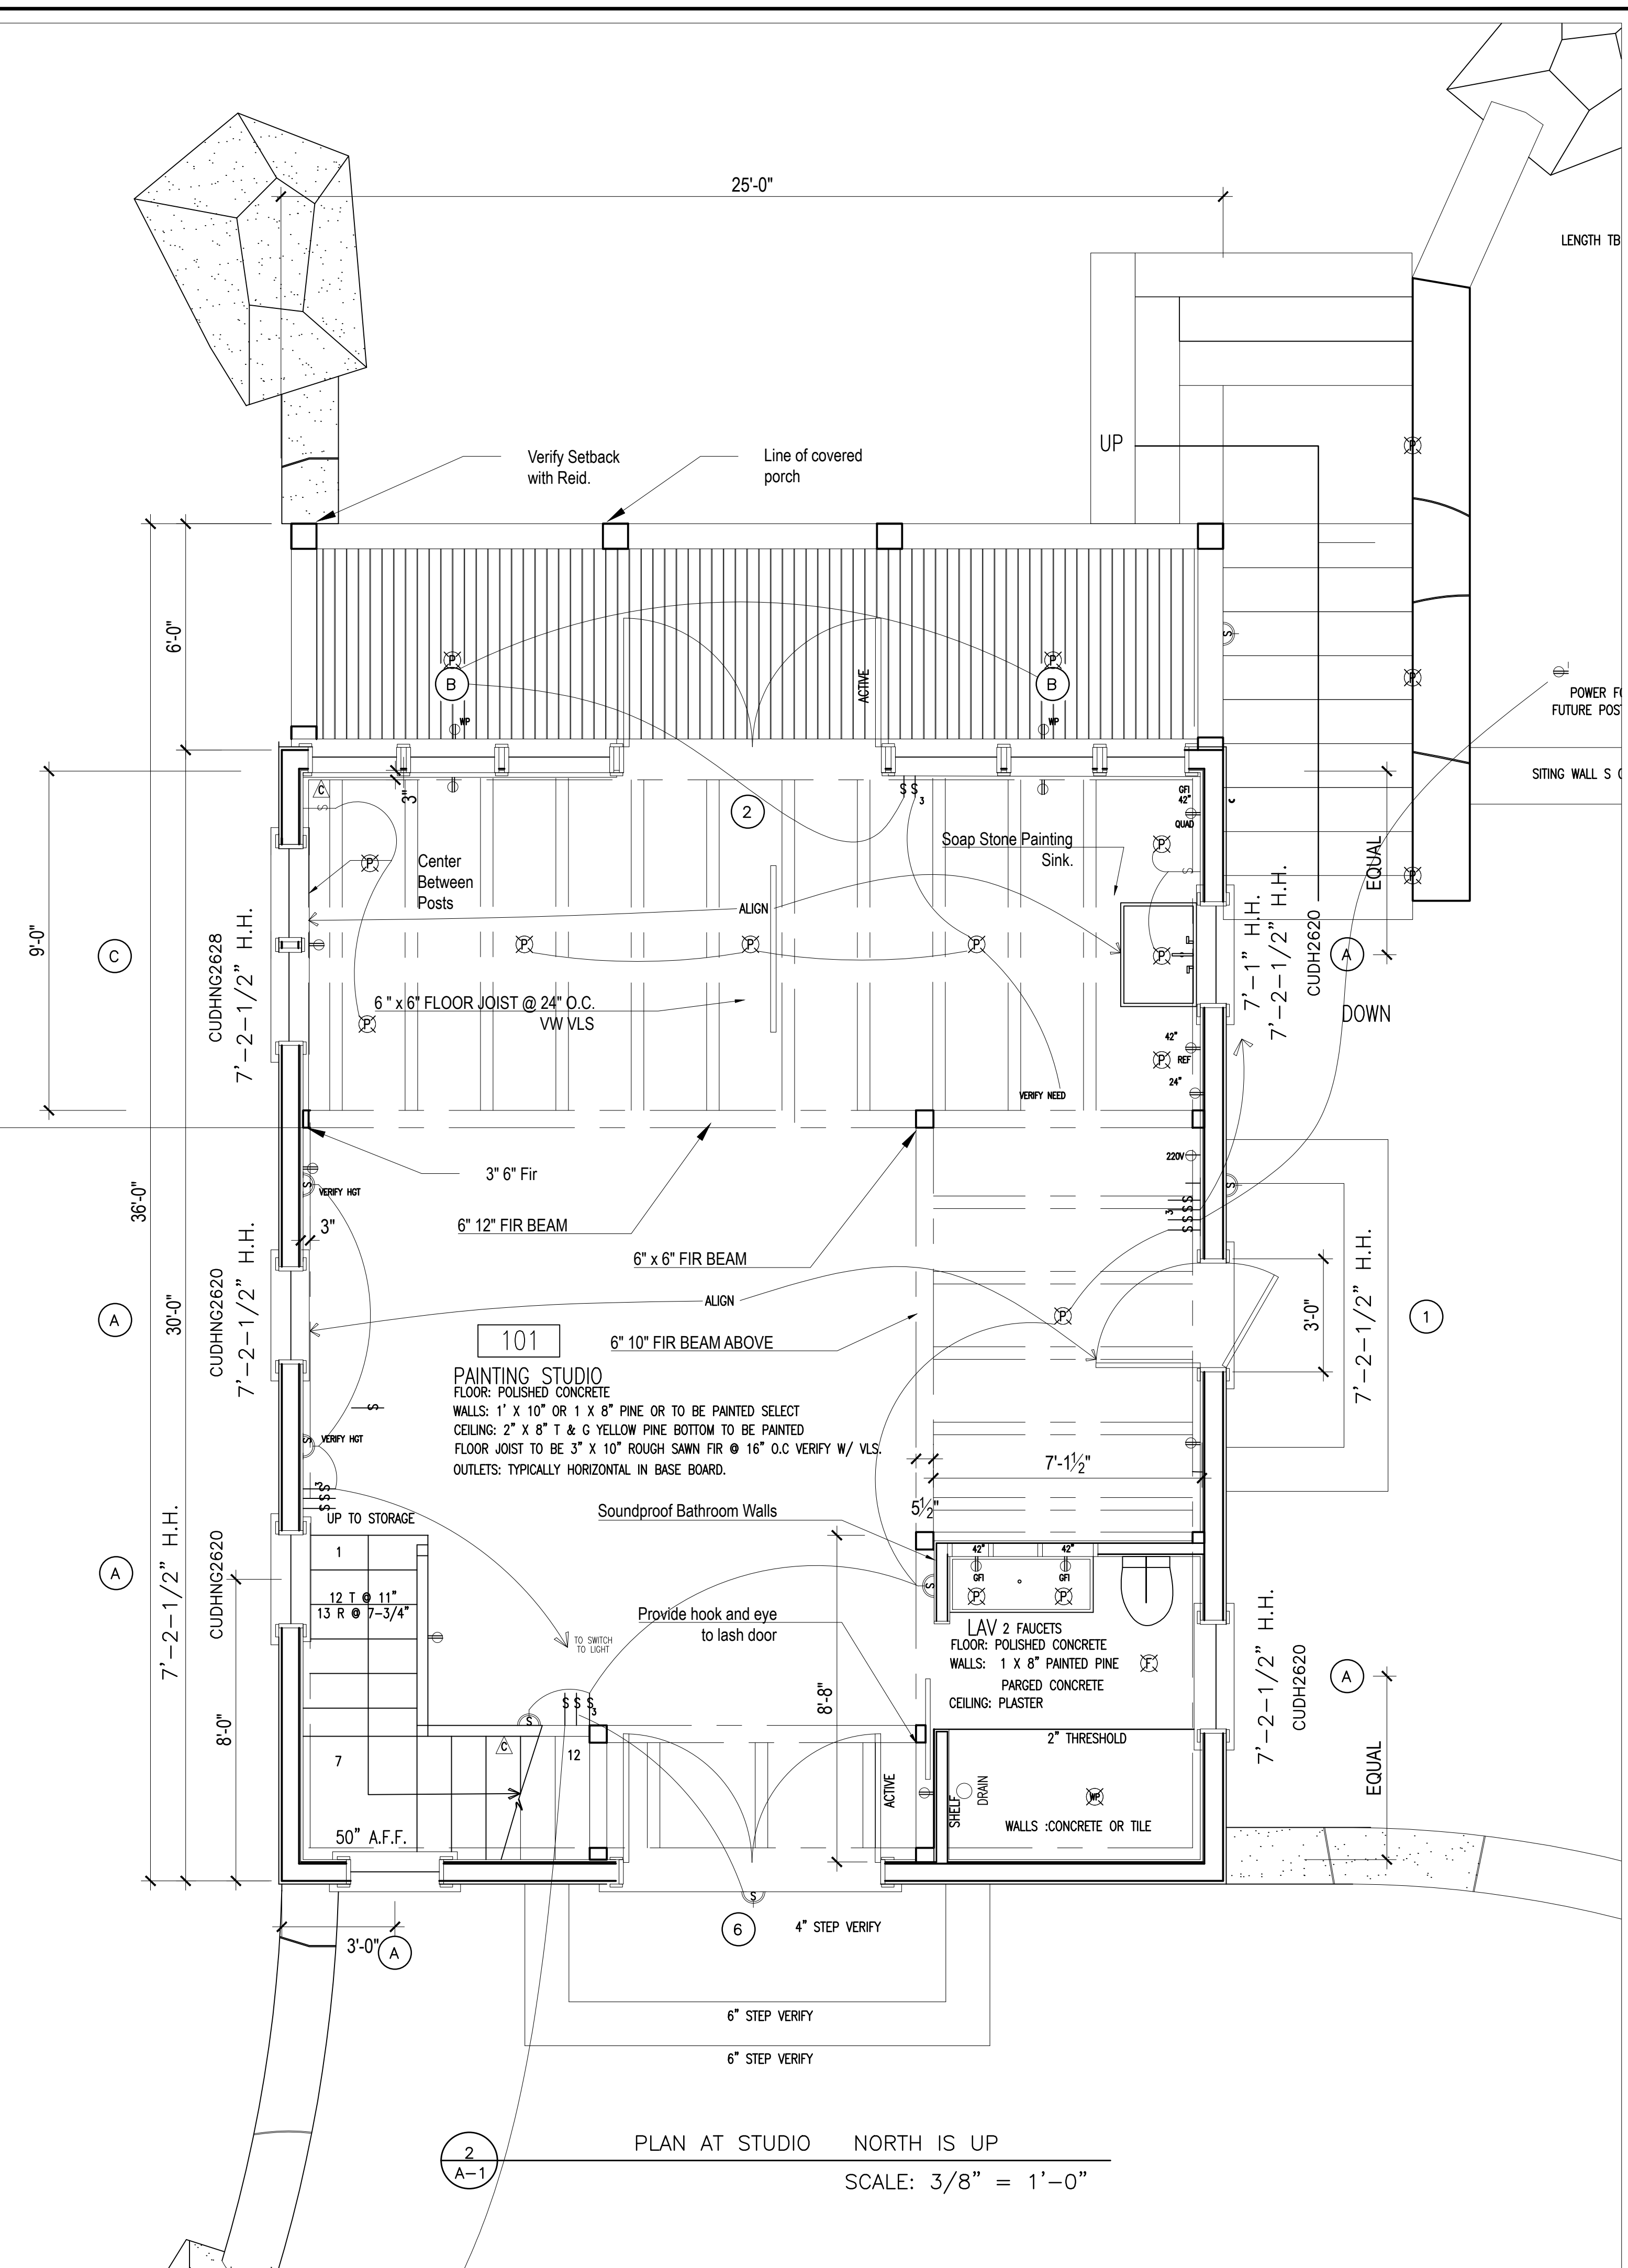 25'-0"
LENGTH TB
UP
Verify Setback
with Reid.
Line of covered
porch
6'-0"
P
P
P
P
P
B
B
ACTIVE
WP
WP
S
POWER FO
FUTURE POS
SITING WALL S
C
S
3"
2
S S 3
GFI
42"
QUAD
P
S
Soap Stone Painting
Sink.
EQUAL
P
Center
Between
Posts
ALIGN
9'-0"
C
CUDHNG2628
7'-2-1/2" H.H.
P
P
P
P
7'-1" H.H.
7'-2-1/2" H.H.
CUDH2620
A
DOWN
6 " x 6" FLOOR JOIST @ 24" O.C.
VW VLS
P
42"
P
REF
24"
VERIFY NEED
3" 6" Fir
220V
S
VERIFY HGT
S
36'-0"
3"
6" 12" FIR BEAM
6" x 6" FIR BEAM
S
3 S
S
S
CUDHNG2620
7'-2-1/2" H.H.
A
30'-0"
ALIGN
101
6" 10" FIR BEAM ABOVE
P
3'-0"
7'-2-1/2" H.H.
1
PAINTING STUDIO
FLOOR: POLISHED CONCRETE
WALLS: 1' X 10" OR 1 X 8" PINE OR TO BE PAINTED SELECT
CEILING: 2" X 8" T & G YELLOW PINE BOTTOM TO BE PAINTED
FLOOR JOIST TO BE 3" X 10" ROUGH SAWN FIR @ 16" O.C VERIFY W/ VLS.
OUTLETS: TYPICALLY HORIZONTAL IN BASE BOARD.
S
S
VERIFY HGT
7'-1½"
5½"
S S S 3
Soundproof Bathroom Walls
UP TO STORAGE
7'-2-1/2" H.H.
A
CUDHNG2620
1
12 T @ 11"
13 R @ 7-3/4"
42"
42"
GFI
GFI
P
P
S
Provide hook and eye
to lash door
LAV 2 FAUCETS
FLOOR: POLISHED CONCRETE
WALLS: 1 X 8" PAINTED PINE
PARGED CONCRETE
CEILING: PLASTER
F
TO SWITCH
TO LIGHT
7'-2-1/2" H.H.
CUDH2620
A
8'-8"
8'-0"
S S S 3
S
C
12
7
2" THRESHOLD
ACTIVE
SHELF
DRAIN
WP
WALLS :CONCRETE OR TILE
EQUAL
50" A.F.F.
S
3'-0"
A
6
4" STEP VERIFY
6" STEP VERIFY
6" STEP VERIFY
2
A-1
PLAN AT STUDIO NORTH IS UP
SCALE: 3/8" = 1'-0"